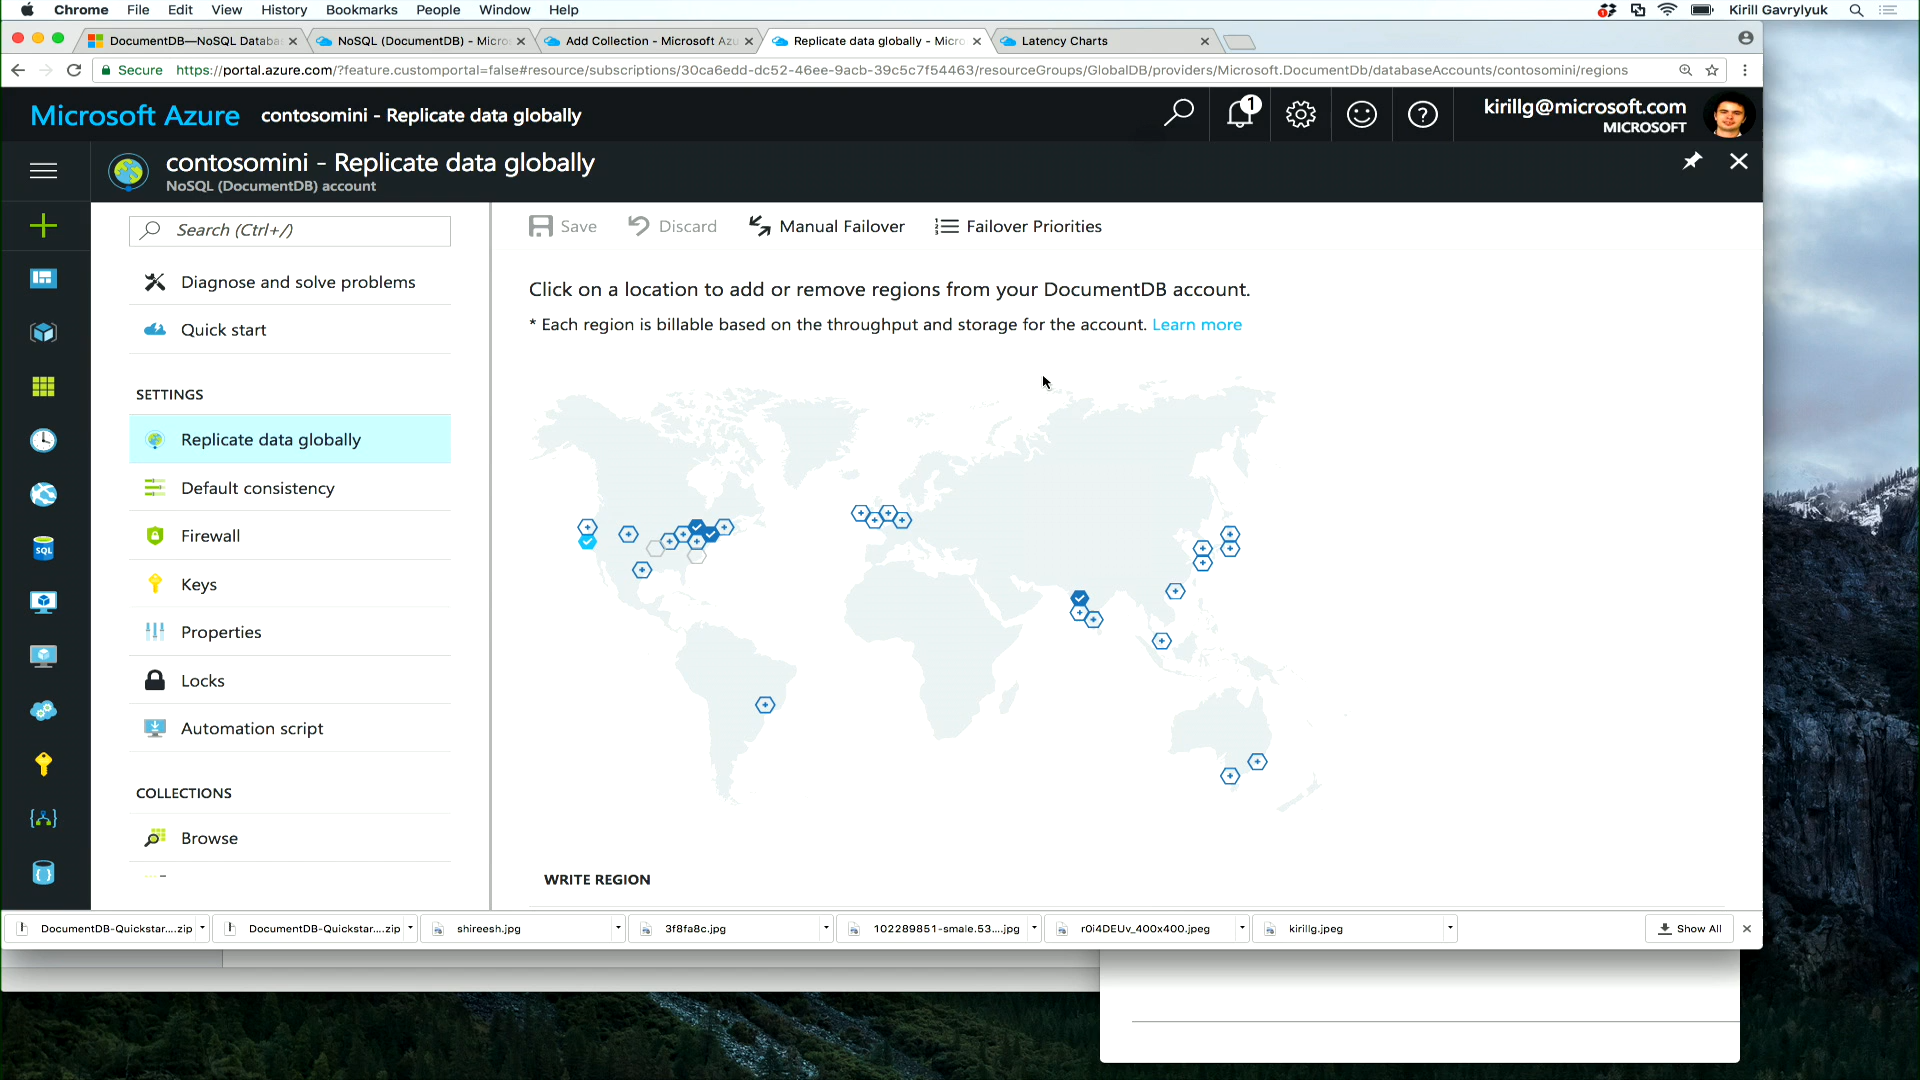 Chrome File Edit View History Bookmarks People Window Help Kirill Gavrylyuk
DocumentDB—NoSQL Databa
NoSQL (DocumentDB) - Micros
Add Collection - Microsoft Azu
Replicate data globally - Micro
Latency Charts
Secure https://portal.azure.com/?feature.customportal=false#resource/subscriptions/30ca6edd-dc52-46ee-9acb-39c5c7f54463/resourceGroups/GlobalDB/providers/Microsoft.DocumentDb/databaseAccounts/contosomini/regions
Microsoft Azure contosomini - Replicate data globally
1
kirillg@microsoft.com
MICROSOFT
contosomini - Replicate data globally
NoSQL (DocumentDB) account
Search (Ctrl+/)
Diagnose and solve problems
Quick start
SETTINGS
Replicate data globally
Default consistency
Firewall
Keys
Properties
Locks
Automation script
COLLECTIONS
Browse
SQL
Save Discard Manual Failover Failover Priorities
Click on a location to add or remove regions from your DocumentDB account.
* Each region is billable based on the throughput and storage for the account. Learn more
WRITE REGION
DocumentDB-Quickstar....zip
DocumentDB-Quickstar....zip
shireesh.jpg
3f8fa8c.jpg
102289851-smale.53....jpg
r0i4DEUv_400x400.jpeg
kirillg.jpeg
Show All